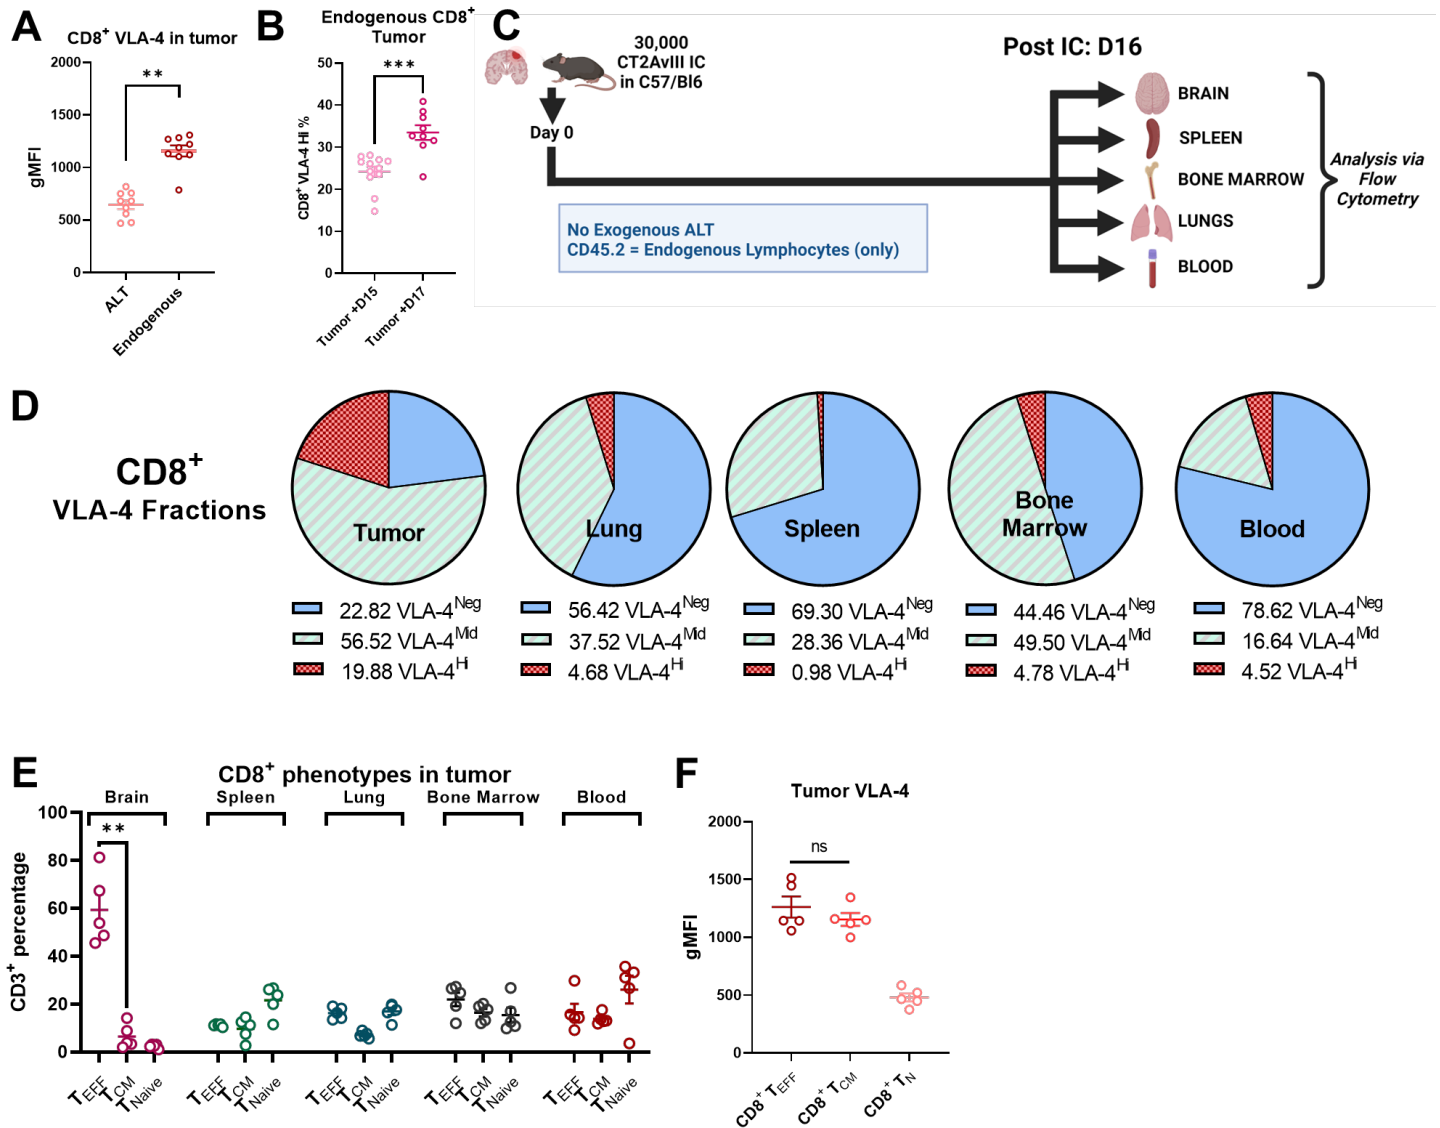 A
CD8+ VLA-4 in tumor
2000
1500
1000
500
0
gMFI
**
ALT
Endogenous
B
Endogenous CD8+
Tumor
50
40
30
20
10
0
CD8+ VLA-4 Hi %
***
Tumor +D15
Tumor +D17
C
30,000
CT2AvIII IC
in C57/Bl6
Day 0
Post IC: D16
No Exogenous ALT
CD45.2 = Endogenous Lymphocytes (only)
BRAIN
SPLEEN
BONE MARROW
LUNGS
BLOOD
Analysis via
Flow
Cytometry
D
CD8+
VLA-4 Fractions
Tumor
22.82 VLA-4Neg
56.52 VLA-4Mid
19.88 VLA-4Hi
Lung
56.42 VLA-4Neg
37.52 VLA-4Mid
4.68 VLA-4Hi
Spleen
69.30 VLA-4Neg
28.36 VLA-4Mid
0.98 VLA-4Hi
Bone
Marrow
44.46 VLA-4Neg
49.50 VLA-4Mid
4.78 VLA-4Hi
Blood
78.62 VLA-4Neg
16.64 VLA-4Mid
4.52 VLA-4Hi
E
CD8+ phenotypes in tumor
Brain Spleen Lung Bone Marrow Blood
100
80
60
40
20
0
CD3+ percentage
**
TEFF TCM TNaive TEFF TCM TNaive TEFF TCM TNaive TEFF TCM TNaive TEFF TCM TNaive
F
Tumor VLA-4
2000
1500
1000
500
0
gMFI
ns
CD8+ TEFF
CD8+ TCM
CD8+ TN